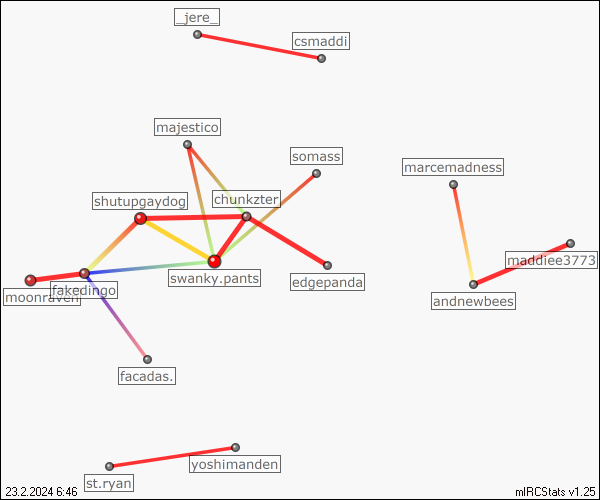 _jere_
csmaddi
majestico
somass
marcemadness
shutupgaydog
chunkzter
maddiee3773
swanky.pants
edgepanda
moonraven
fakedingo
andnewbees
facadas.
yoshimanden
st.ryan
23.2.2024 6:46
mIRCStats v1.25